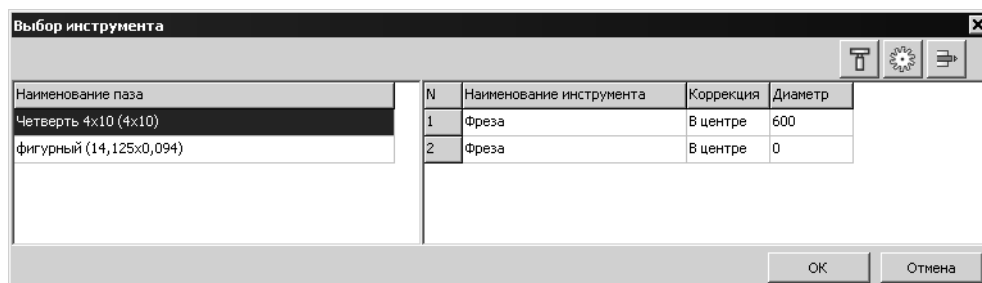 Выбор инструмента
Наименование паза
Четверть 4x10 (4x10)
фигурный (14,125x0,094)
N Наименование инструмента Коррекция Диаметр
1 Фреза В центре 600
2 Фреза В центре 0
ОК Отмена